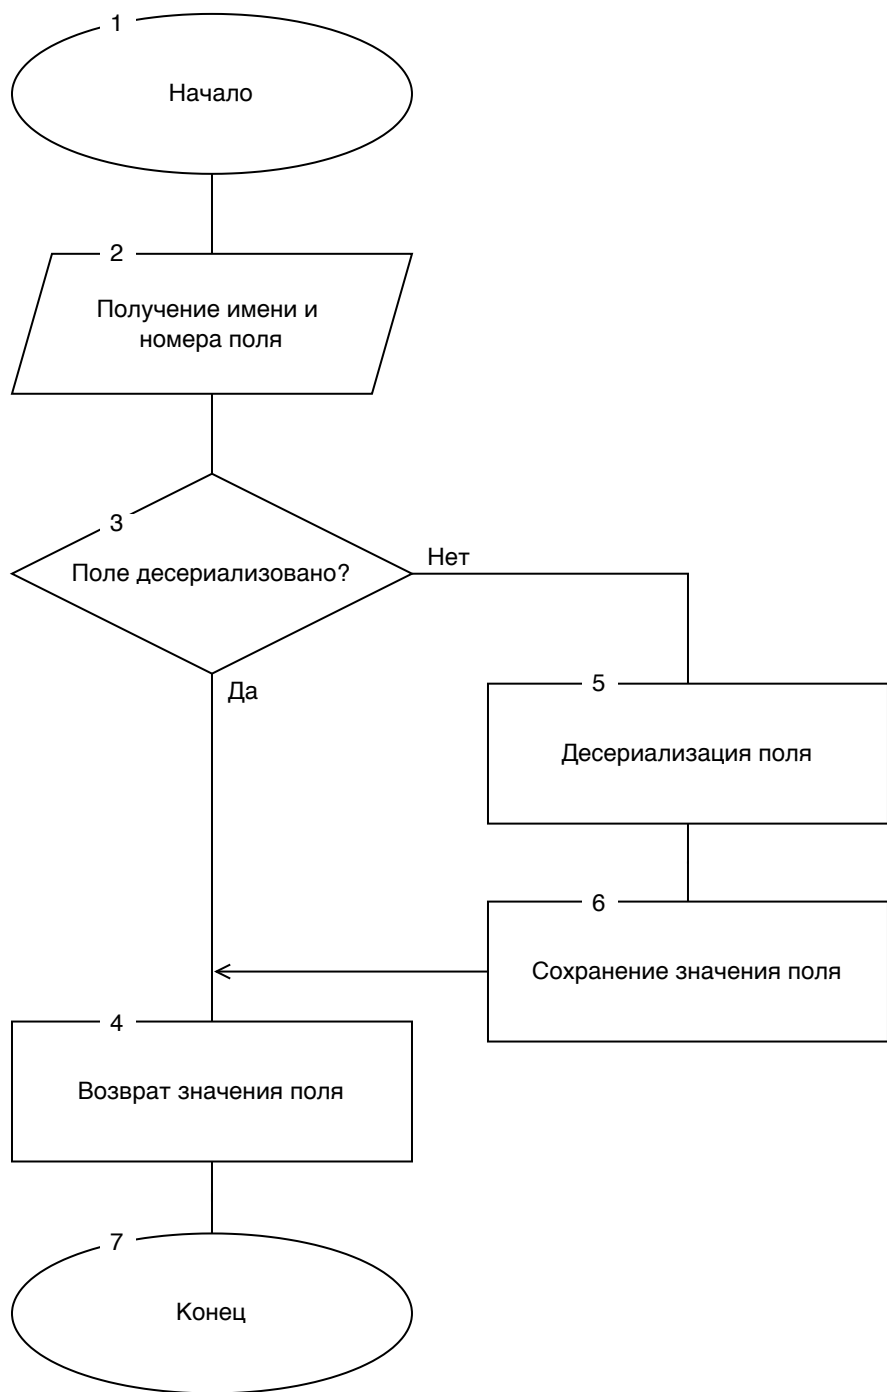 1
Начало
2
Получение имени и
номера поля
3
Поле десериализовано?
Нет
Да
5
Десериализация поля
6
Сохранение значения поля
4
Возврат значения поля
7
Конец